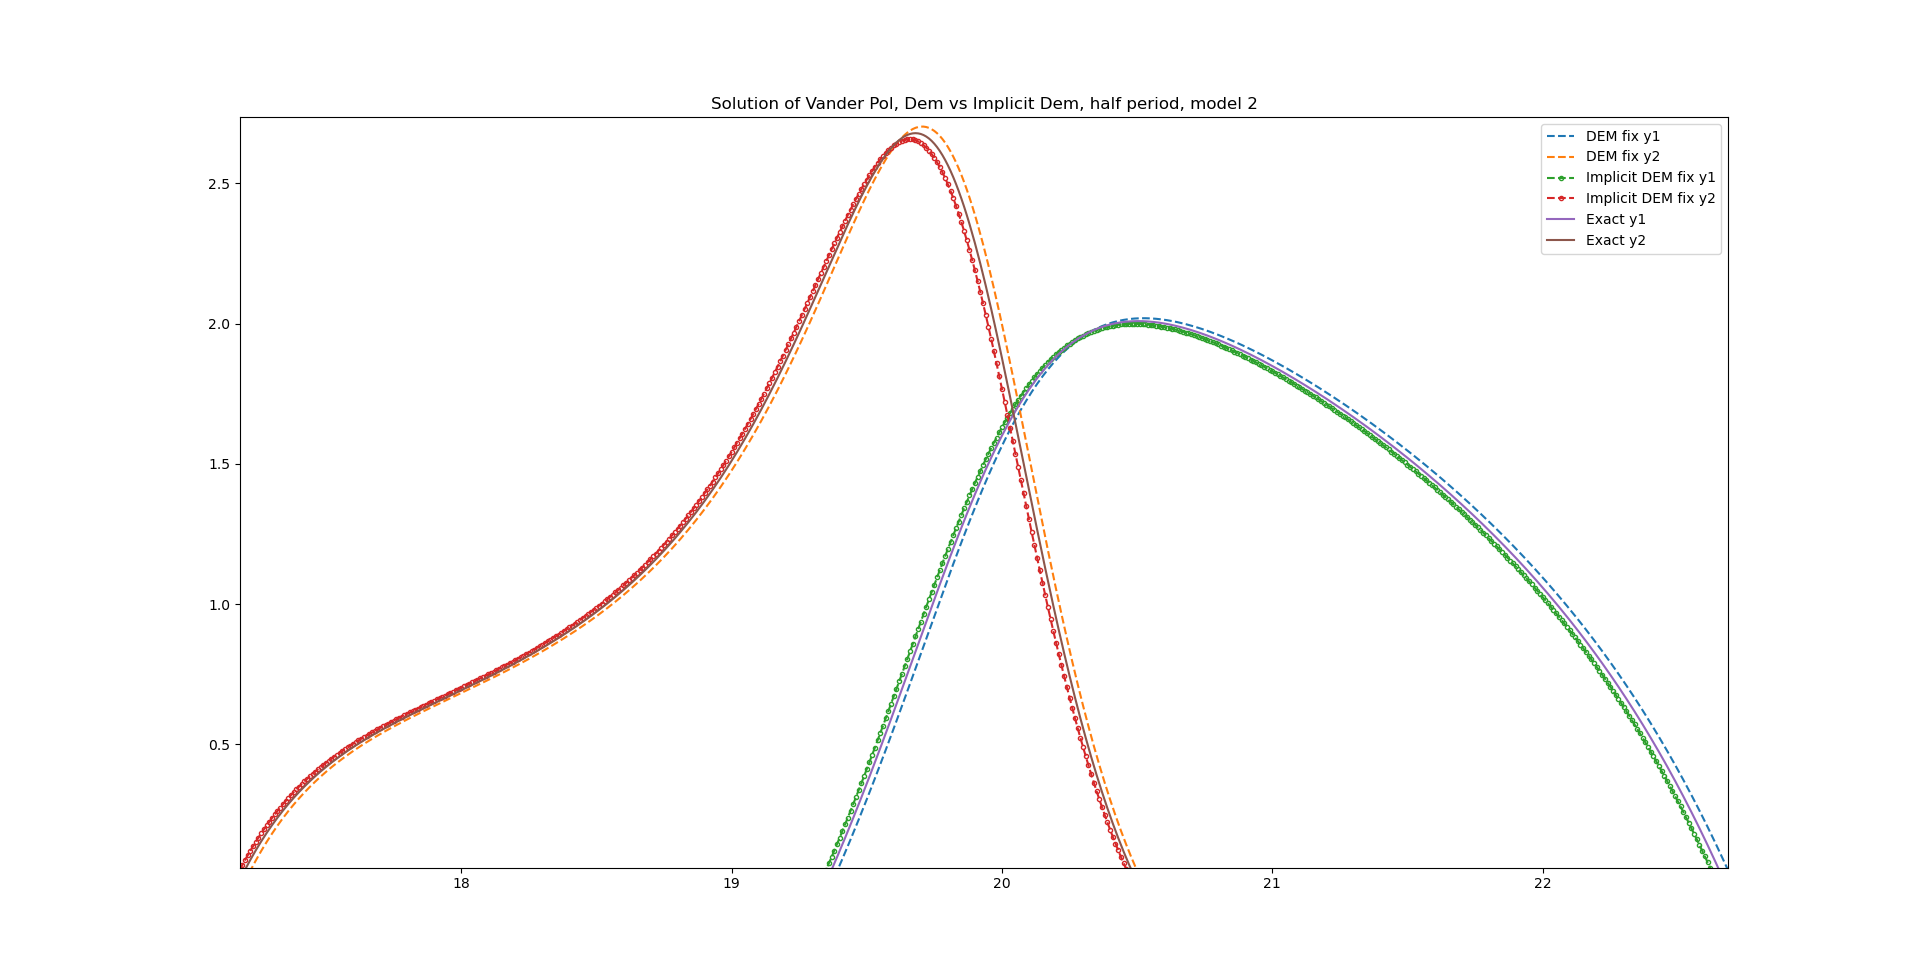 Solution of Vander Pol, Dem vs Implicit Dem, half period, model 2
DEM fix y1
DEM fix y2
Implicit DEM fix y1
Implicit DEM fix y2
Exact y1
Exact y2
2.5
2.0
1.5
1.0
0.5
18 19 20 21 22